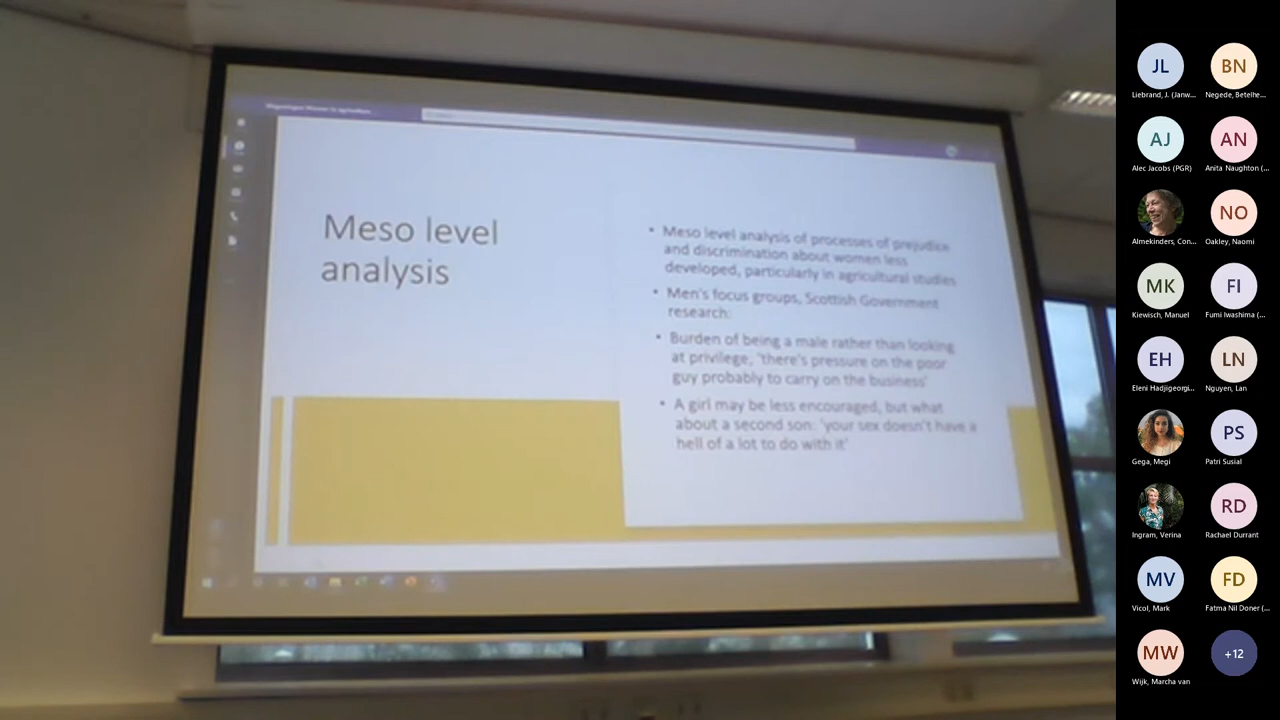 Meso level
analysis
• Meso level analysis of processes of prejudice
and discrimination about women less
developed, particularly in agricultural studies
• Men's focus groups, Scottish Government
research:
• Burden of being a male rather than looking
at privilege; 'there's pressure on the poor
guy probably to carry on the business'
• A girl may be less encouraged, but what
about a second son: 'your sex doesn't have a
hell of a lot to do with it'
JL
Liebrand, J. (Janw...
BN
Negede, Betelhe...
AJ
Alec Jacobs (PGR)
AN
Anita Naughton (...
Almekinders, Con...
NO
Oakley, Naomi
MK
Kiewisch, Manuel
FI
Fumi Iwashima (...
EH
Eleni Hadjigeorgi...
LN
Nguyen, Lan
Gega, Megi
PS
Patri Susial
Ingram, Verina
RD
Rachael Durrant
MV
Vicol, Mark
FD
Fatma Nil Doner (...
MW
Wijk, Marcha van
+12